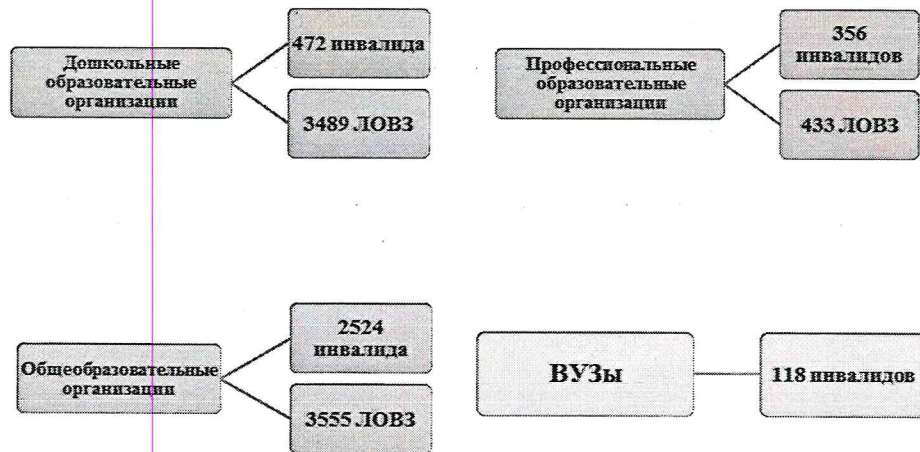 Дошкольные
образовательные
организации
472 инвалида
3489 ЛОВЗ
Профессиональные
образовательные
организации
356
инвалидов
433 ЛОВЗ
Общеобразовательные
организации
2524
инвалида
3555 ЛОВЗ
ВУЗы
118 инвалидов